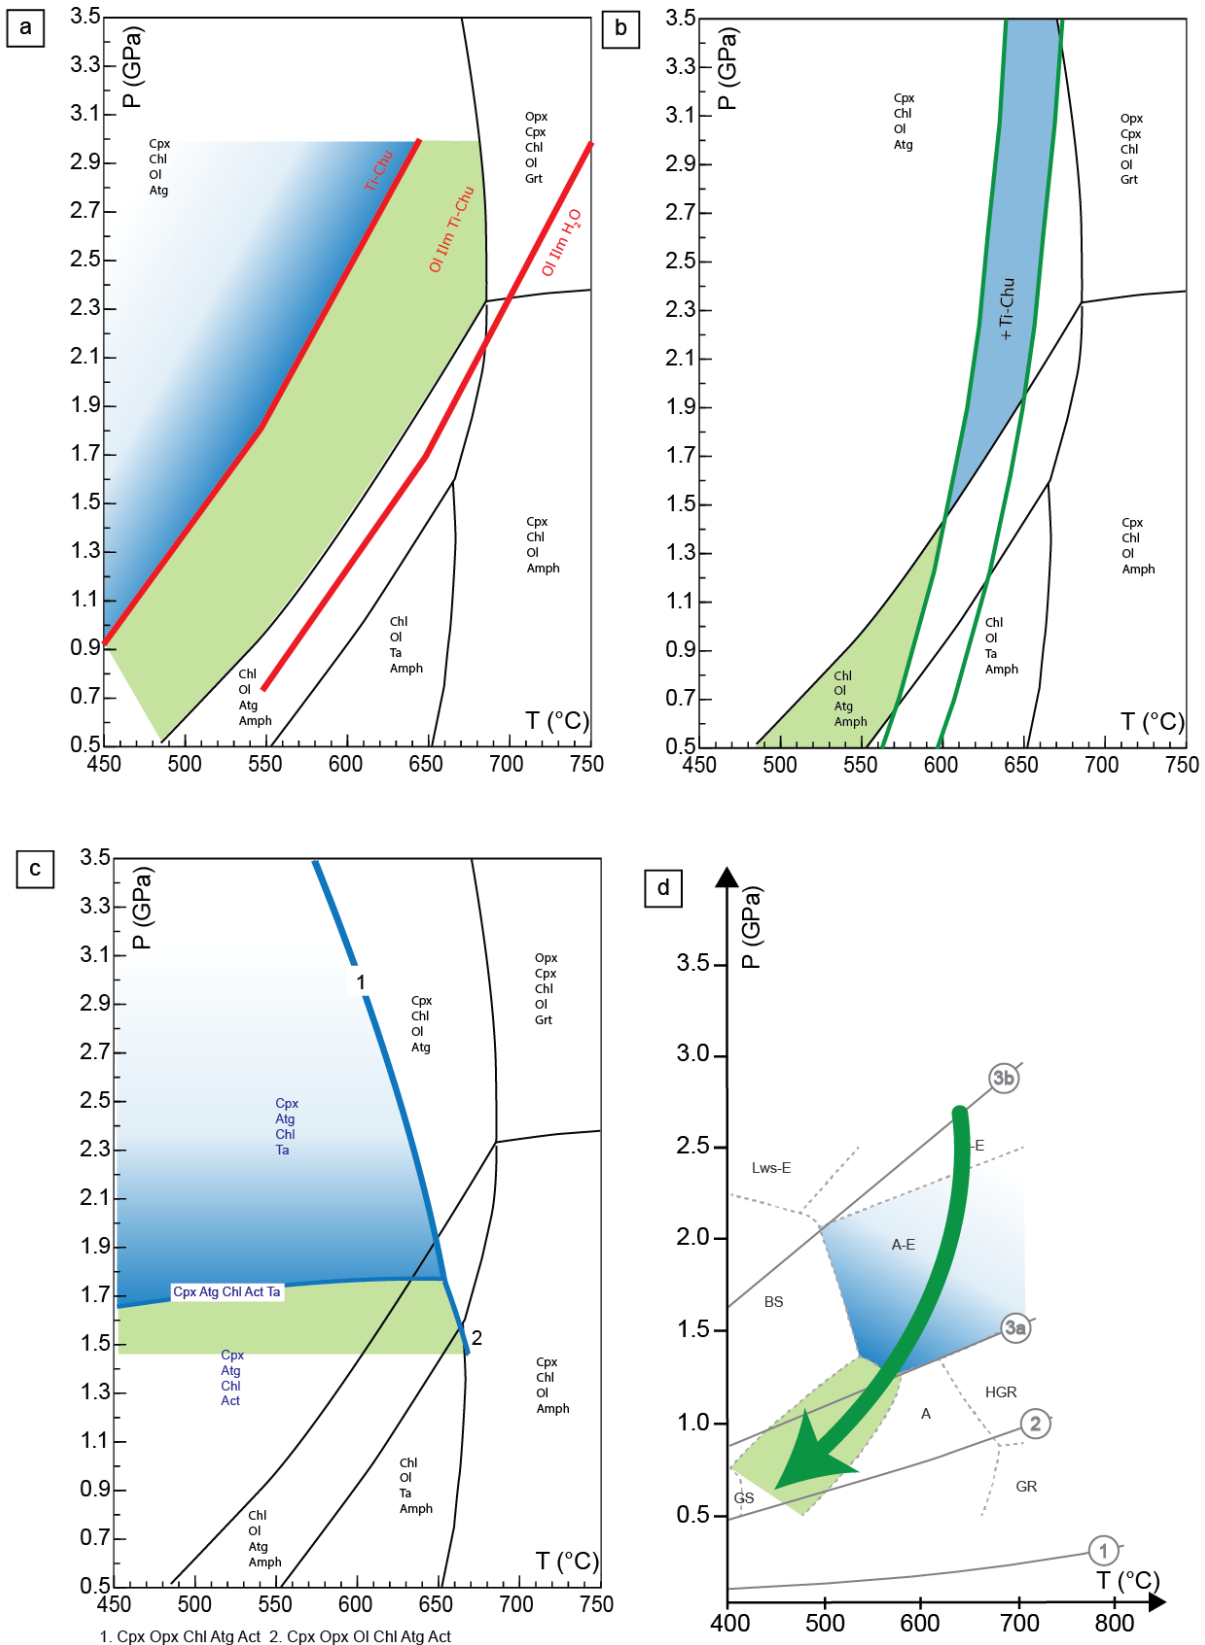 a
P (GPa)
3.5
3.3
3.1
2.9
2.7
2.5
2.3
2.1
1.9
1.7
1.5
1.3
1.1
0.9
0.7
0.5
Cpx
Chl
Ol
Atg
Ti-Chu
Ol Ilm Ti-Chu
Ol Ilm H2O
Opx
Cpx
Chl
Ol
Grt
Cpx
Chl
Ol
Amph
Chl
Ol
Ta
Amph
Chl
Ol
Atg
Amph
T (°C)
450 500 550 600 650 700 750
b
P (GPa)
3.5
3.3
3.1
2.9
2.7
2.5
2.3
2.1
1.9
1.7
1.5
1.3
1.1
0.9
0.7
0.5
Cpx
Chl
Ol
Atg
+ Ti-Chu
Opx
Cpx
Chl
Ol
Grt
Cpx
Chl
Ol
Amph
Chl
Ol
Ta
Amph
Chl
Ol
Atg
Amph
T (°C)
450 500 550 600 650 700 750
c
P (GPa)
3.5
3.3
3.1
2.9
2.7
2.5
2.3
2.1
1.9
1.7
1.5
1.3
1.1
0.9
0.7
0.5
1
Cpx
Chl
Ol
Atg
Opx
Cpx
Chl
Ol
Grt
Cpx
Atg
Chl
Ta
Cpx Atg Chl Act Ta
2
Cpx
Atg
Chl
Act
Cpx
Chl
Ol
Amph
Chl
Ol
Ta
Amph
Chl
Ol
Atg
Amph
T (°C)
450 500 550 600 650 700 750
1. Cpx Opx Chl Atg Act 2. Cpx Opx Ol Chl Atg Act
d
P (GPa)
3.5
3.0
2.5
2.0
1.5
1.0
0.5
3b
-E
Lws-E
A-E
BS
3a
HGR
A
2
GS
GR
1
T (°C)
400 500 600 700 800